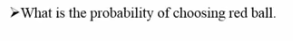 ➤What is the probability of choosing red ball.